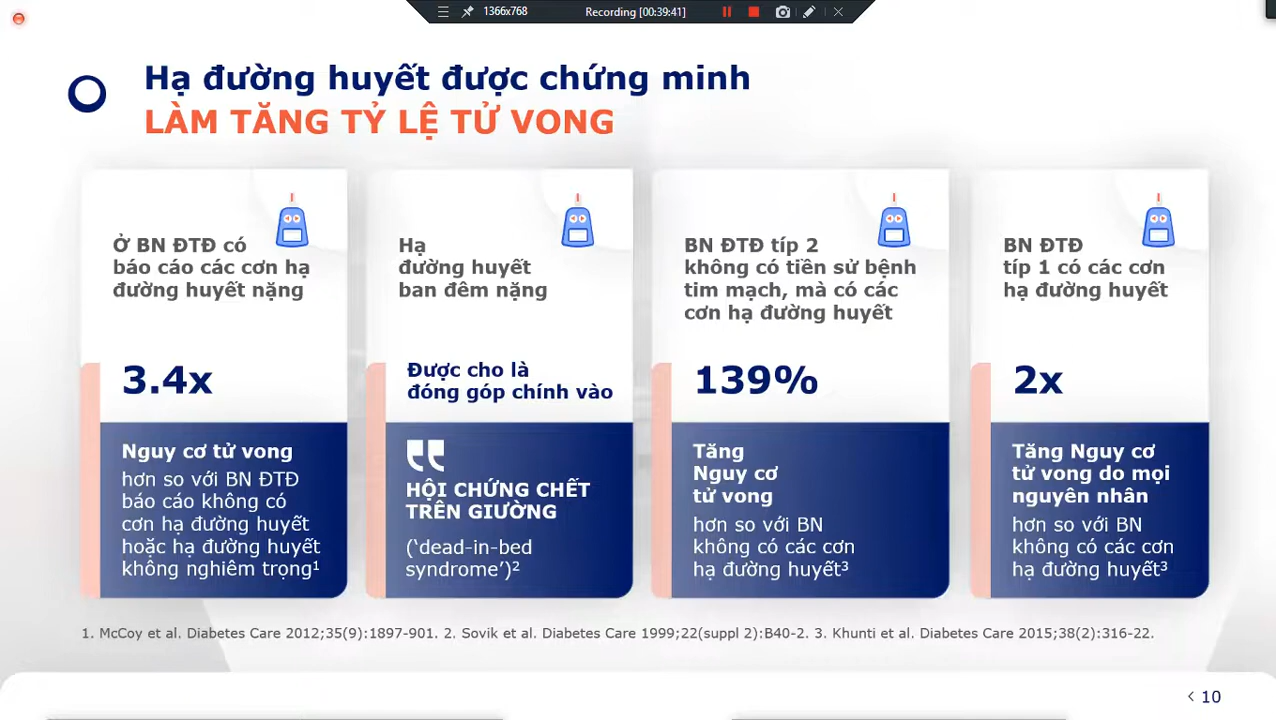 1366x768
Recording [00:39:41]
Hạ đường huyết được chứng minh
LÀM TĂNG TỶ LỆ TỬ VONG
Ở BN ĐTĐ có
báo cáo các cơn hạ
đường huyết nặng
3.4x
Nguy cơ tử vong
hơn so với BN ĐTĐ
báo cáo không có
cơn hạ đường huyết
hoặc hạ đường huyết
không nghiêm trọng¹
Hạ
đường huyết
ban đêm nặng
Được cho là
đóng góp chính vào
HỘI CHỨNG CHẾT
TRÊN GIƯỜNG
(‘dead-in-bed
syndrome’)²
BN ĐTĐ típ 2
không có tiền sử bệnh
tim mạch, mà có các
cơn hạ đường huyết
139%
Tăng
Nguy cơ
tử vong
hơn so với BN
không có các cơn
hạ đường huyết³
BN ĐTĐ
típ 1 có các cơn
hạ đường huyết
2x
Tăng Nguy cơ
tử vong do mọi
nguyên nhân
hơn so với BN
không có các cơn
hạ đường huyết³
1. McCoy et al. Diabetes Care 2012;35(9):1897-901. 2. Sovik et al. Diabetes Care 1999;22(suppl 2):B40-2. 3. Khunti et al. Diabetes Care 2015;38(2):316-22.
< 10